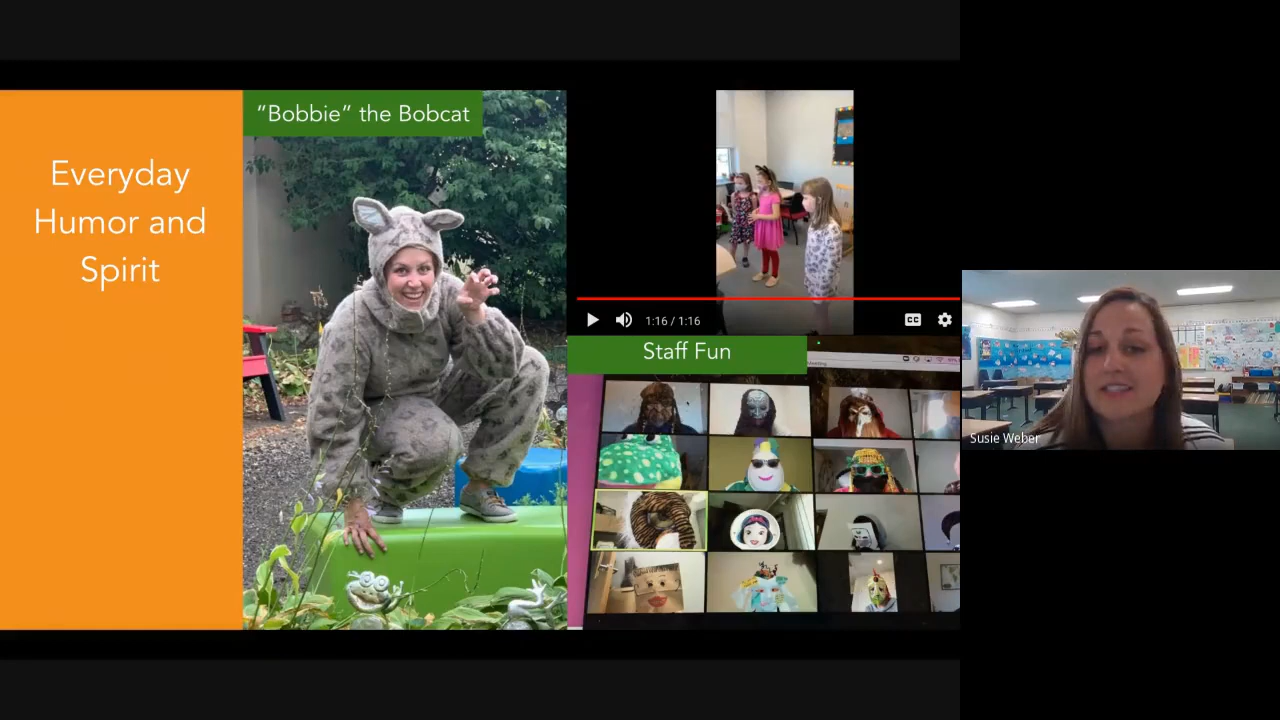 Everyday
Humor and
Spirit
“Bobbie” the Bobcat
1:16 / 1:16
CC
Staff Fun
Susie Weber